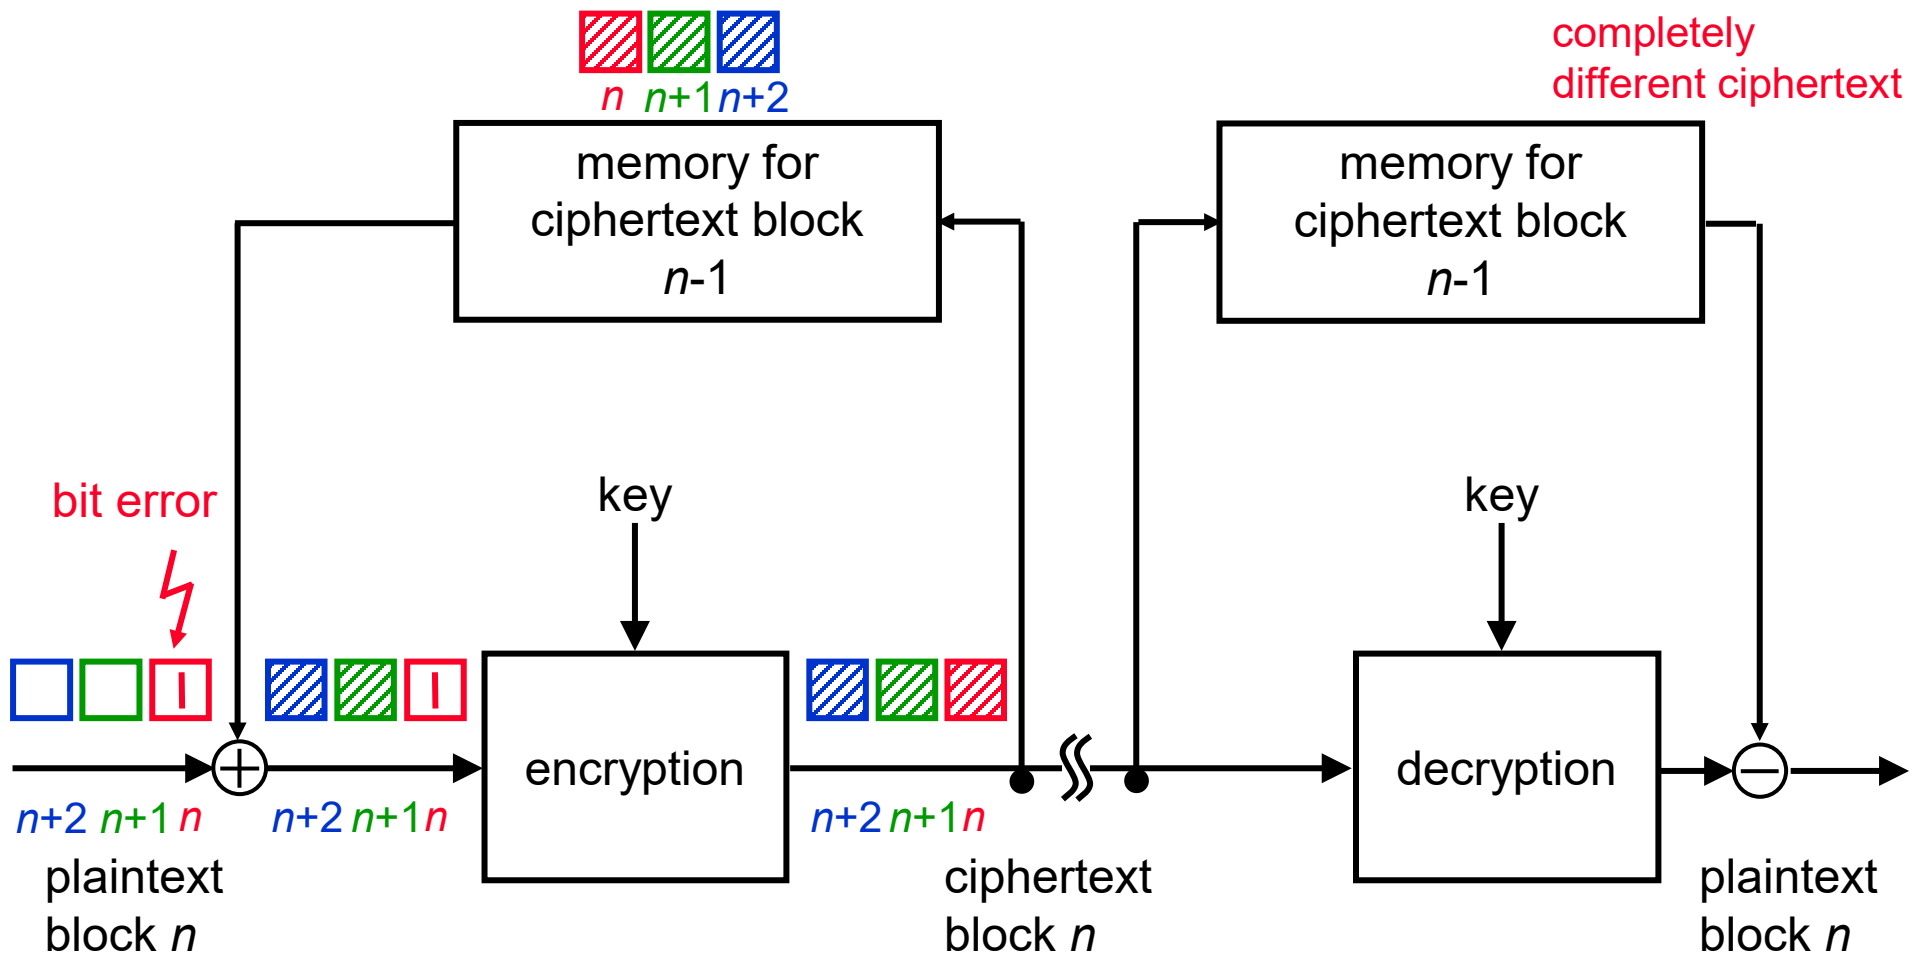 completely
different ciphertext
n n+1 n+2
memory for
ciphertext block
n-1
memory for
ciphertext block
n-1
bit error
key
key
encryption
decryption
n+2 n+1 n
n+2 n+1 n
n+2 n+1 n
plaintext
block n
ciphertext
block n
plaintext
block n